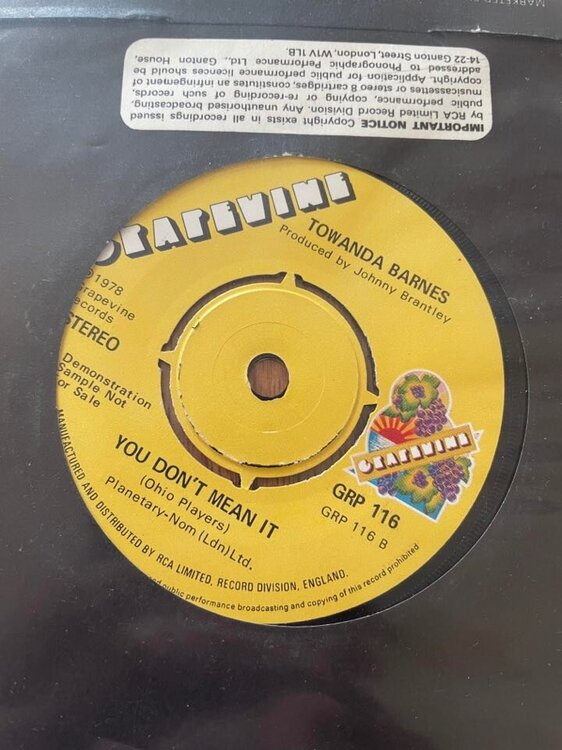 MARKETED
IMPORTANT NOTICE Copyright exists in all recordings issued
by RCA Limited Record Division. Any unauthorised broadcasting,
public performance, copying or re-recording of such records,
musicassettes or 8 cartridges, constitutes an infringement of
copyright. Application for public performance licences should be
addressed to Phonographic Performance Ltd., Ganton House,
14-22 Ganton Street, London, W1V 1LB.
GRAPEVINE
TOWANDA BARNES
Produced by Johnny Brantley
℗1978
Grapevine
Records
STEREO
Demonstration
Sample Not
or Sale
GRAPEVINE
GRP 116
GRP 116 B
YOU DON'T MEAN IT
(Ohio Players)
Planetary-Nom (Ldn) Ltd.
MANUFACTURED AND DISTRIBUTED BY RCA LIMITED, RECORD DIVISION, ENGLAND.
and public performance broadcasting and copying of this record prohibited